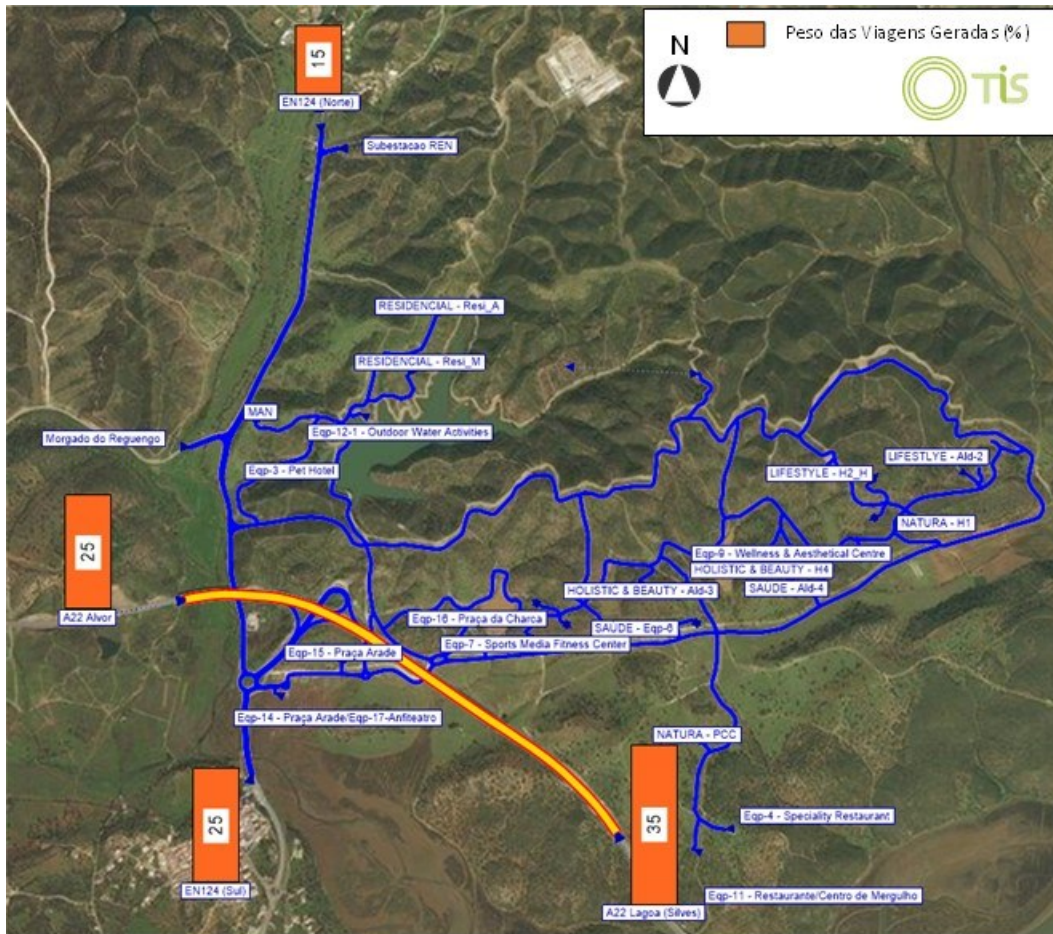 15
N
Peso das Viagens Geradas (%)
TiS
EN124 (Norte)
Subestacao REN
RESIDENCIAL - Resi_A
RESIDENCIAL - Resi_M
MAN
Morgado do Reguengo
Eqp-12-1 - Outdoor Water Activities
Eqp-3 - Pet Hotel
LIFESTLYE - Ald-2
LIFESTYLE - H2_H
NATURA - H1
25
Eqp-9 - Wellness & Aesthetical Centre
HOLISTIC & BEAUTY - H4
HOLISTIC & BEAUTY - Ald-3
SAUDE - Ald-4
A22 Alvor
Eqp-16 - Praça da Charca
SAUDE - Eqp-6
Eqp-7 - Sports Media Fitness Center
Eqp-15 - Praça Arade
Eqp-14 - Praça Arade/Eqp-17-Anfiteatro
NATURA - PCC
25
35
Eqp-4 - Speciality Restaurant
EN124 (Sul)
Eqp-11 - Restaurante/Centro de Mergulho
A22 Lagoa (Silves)